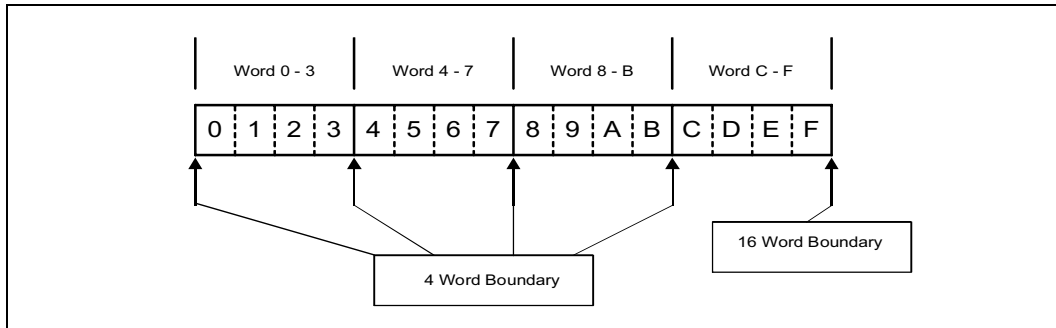 Word 0 - 3 Word 4 - 7 Word 8 - B Word C - F
0 1 2 3 4 5 6 7 8 9 A B C D E F
16 Word Boundary
4 Word Boundary